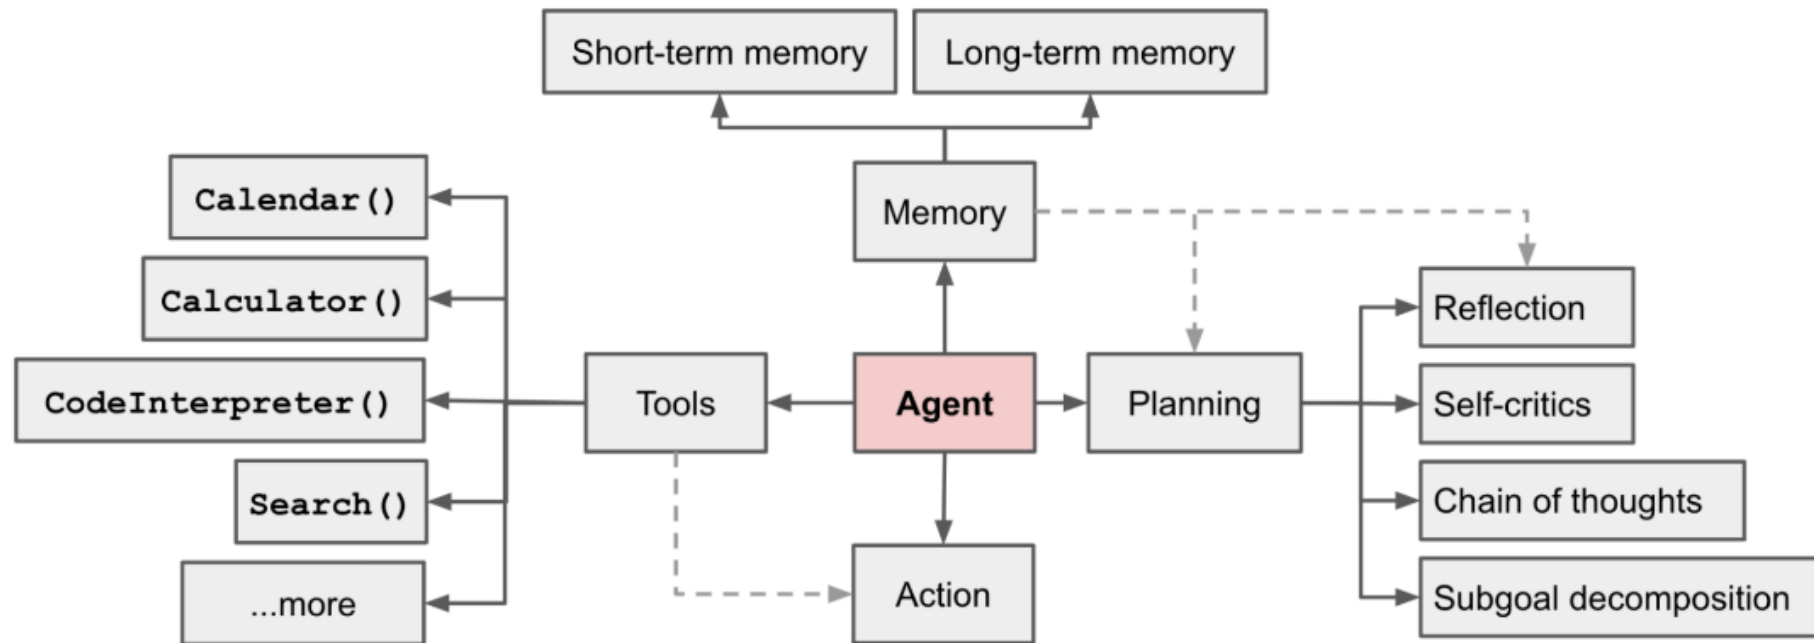 Short-term memory
Long-term memory
Calendar()
Memory
Calculator()
Reflection
CodeInterpreter()
Tools
Agent
Planning
Self-critics
Search()
Chain of thoughts
...more
Action
Subgoal decomposition